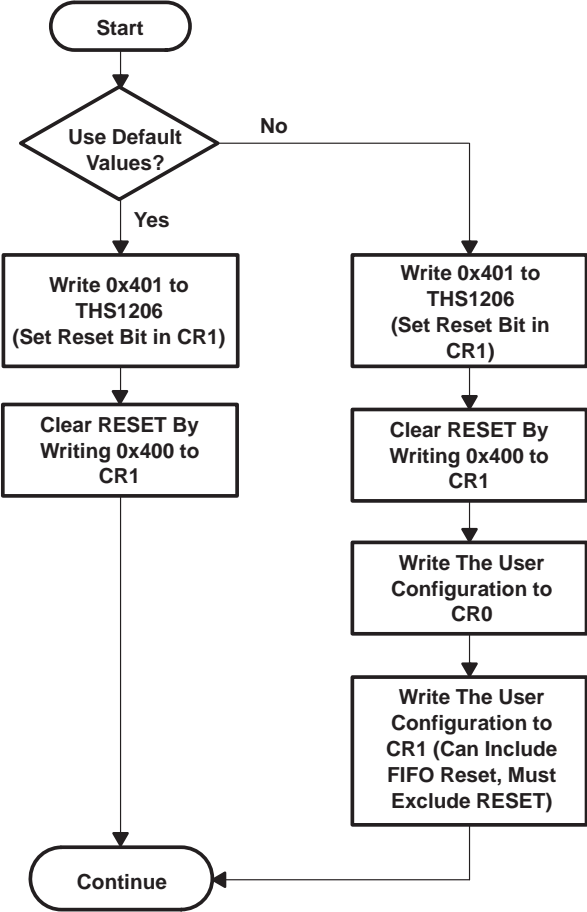 Start
Use Default
Values?
No
Yes
Write 0x401 to
THS1206
(Set Reset Bit in CR1)
Clear RESET By
Writing 0x400 to
CR1
Write 0x401 to
THS1206
(Set Reset Bit in
CR1)
Clear RESET By
Writing 0x400 to
CR1
Write The User
Configuration to
CR0
Write The User
Configuration to
CR1 (Can Include
FIFO Reset, Must
Exclude RESET)
Continue